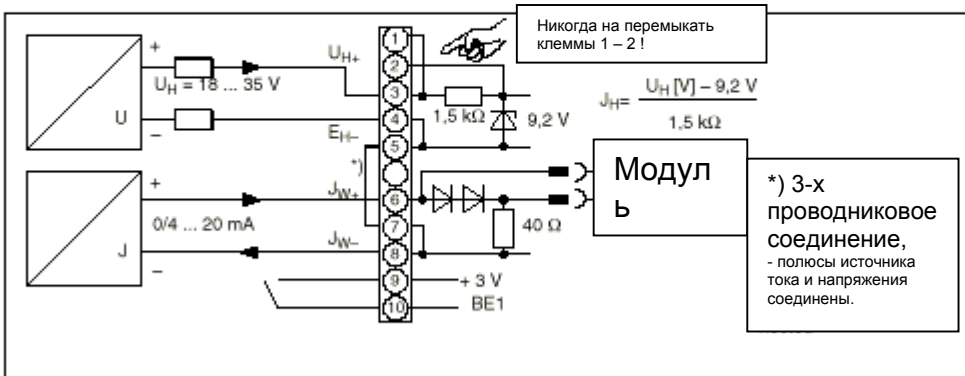 Никогда на перемыкать
клеммы 1 – 2 !
+
U_H+
U_H = 18 ... 35 V
U
–
E_H–
1
2
3
4
5
6
7
8
9
10
1,5 kΩ
9,2 V
J_H= U_H [V] – 9,2 V
1,5 kΩ
*)
+
J_W+
0/4 ... 20 mA
J
J_W–
–
40 Ω
+ 3 V
BE1
Модул
ь
*) 3-х
проводниковое
соединение,
- полюсы источника
тока и напряжения
соединены.